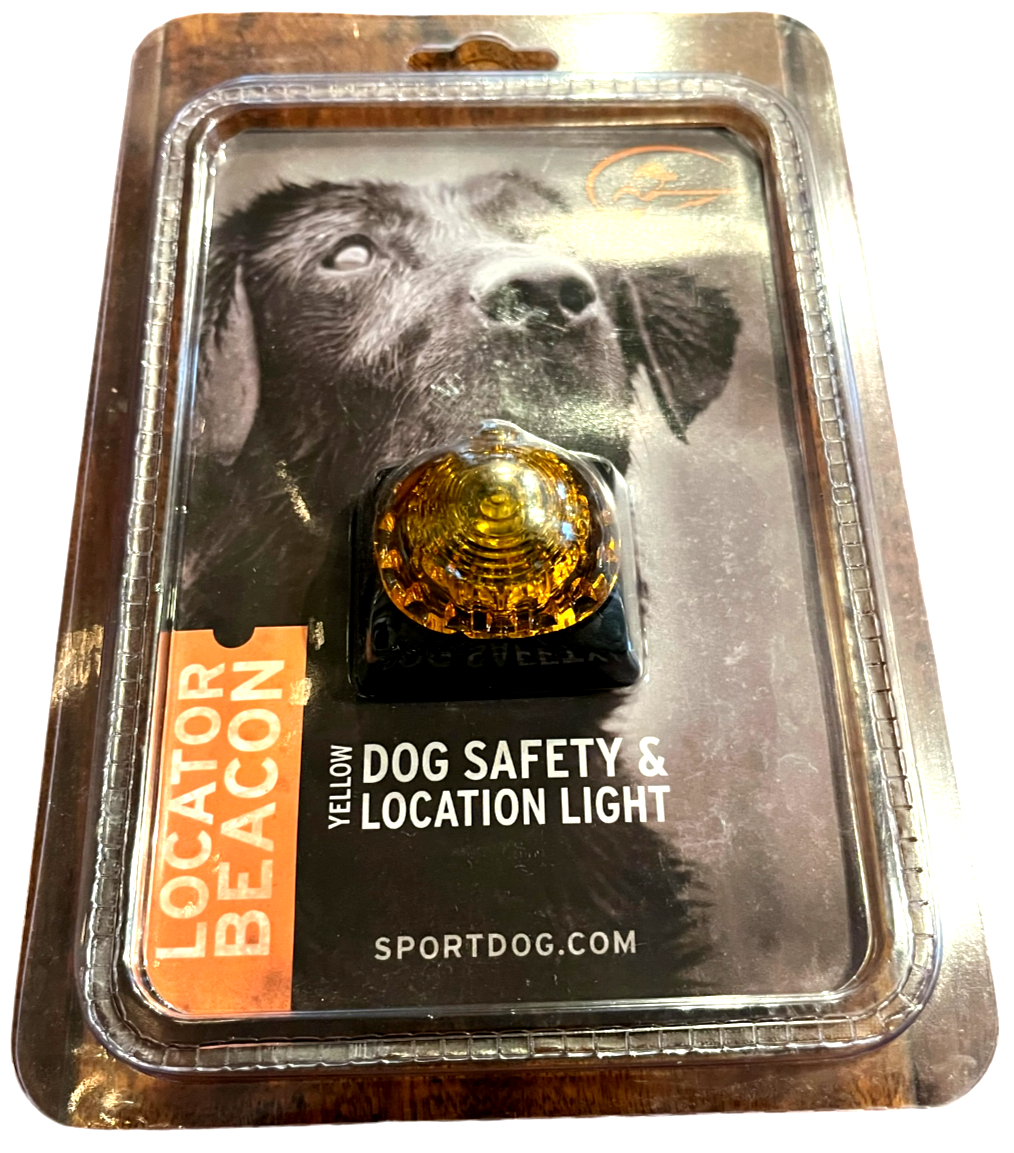 LOCATOR
BEACON
YELLOW
DOG SAFETY &
LOCATION LIGHT
SPORTDOG.COM